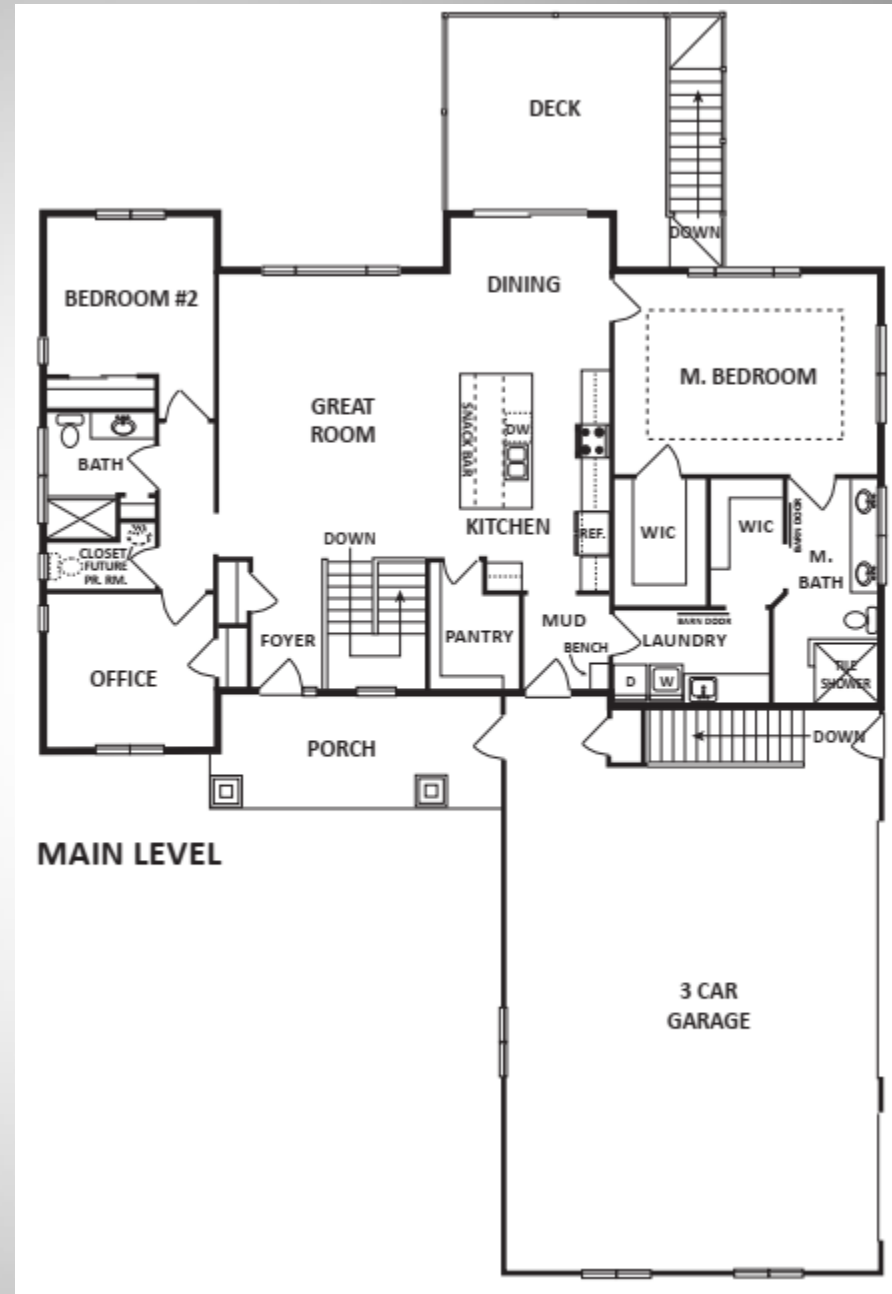 DECK
DOWN
BEDROOM #2
DINING
M. BEDROOM
GREAT
ROOM
SNACK BAR
DW
BATH
KITCHEN
REF.
WIC
WIC
BARN DOOR
M.
BATH
DOWN
CLOSET/
FUTURE
PR. RM.
FOYER
PANTRY
MUD
BENCH
BARN DOOR
LAUNDRY
OFFICE
D
W
TILE
SHOWER
PORCH
DOWN
MAIN LEVEL
3 CAR
GARAGE